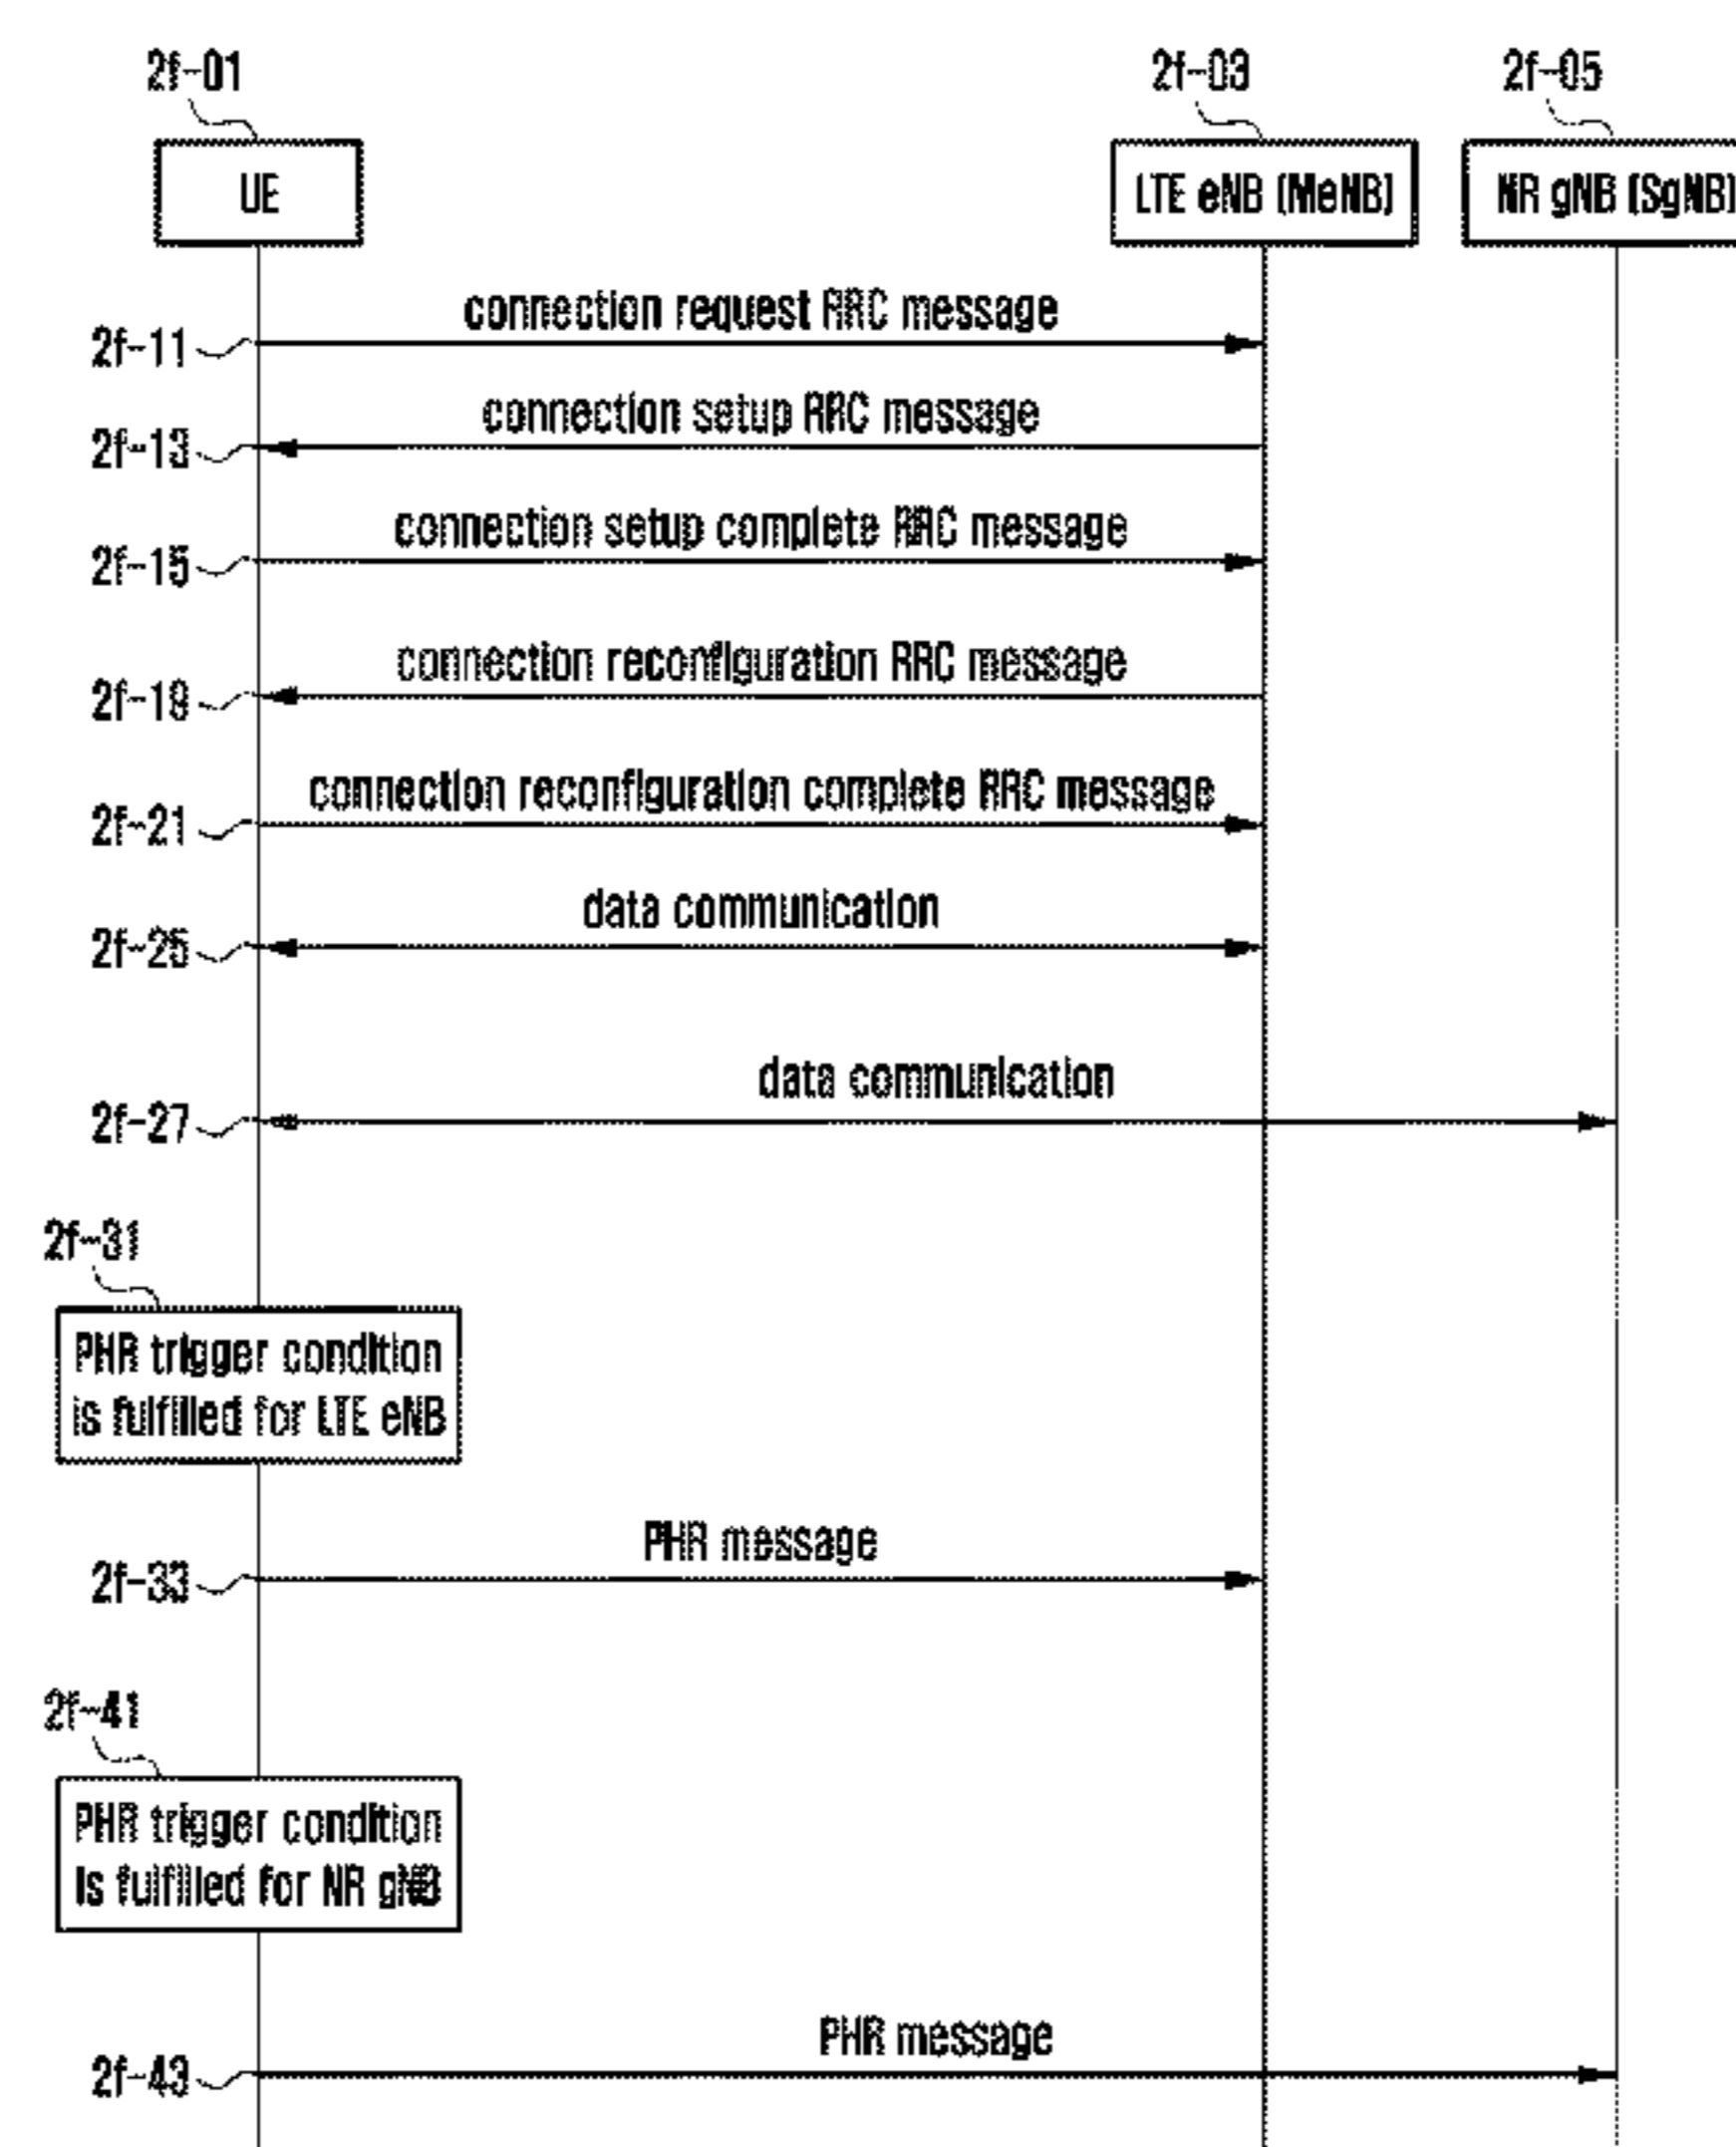 2f-01
2f-03
2f-05
UE
LTE eNB (MeNB)
NR gNB (SgNB)
connection request RRC message
2f-11
connection setup RRC message
2f-13
connection setup complete RRC message
2f-15
connection reconfiguration RRC message
2f-19
connection reconfiguration complete RRC message
2f-21
data communication
2f-25
data communication
2f-27
2f-31
PHR trigger condition
is fulfilled for LTE eNB
PHR message
2f-33
2f-41
PHR trigger condition
is fulfilled for NR gNB
PHR message
2f-43